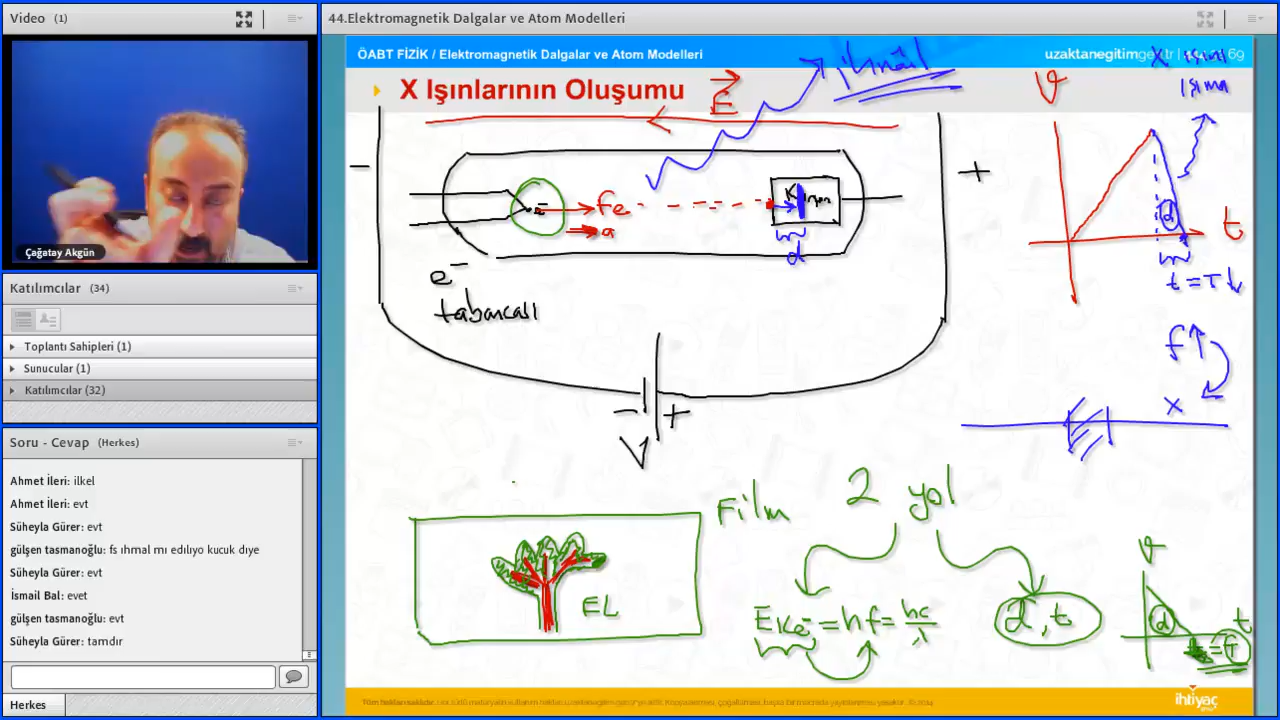 Video (1)
Çağatay Akgün
Katılımcılar (34)
Toplantı Sahipleri (1)
Sunucular (1)
Katılımcılar (32)
Soru - Cevap (Herkes)
Ahmet İleri: ilkel
Ahmet İleri: evt
Süheyla Gürer: evt
gülşen tasmanoğlu: fs ıhmal mı edılıyo kucuk dıye
Süheyla Gürer: evt
İsmail Bal: evet
gülşen tasmanoğlu: evt
Süheyla Gürer: tamdır
Herkes
44.Elektromagnetik Dalgalar ve Atom Modelleri
ÖABT FİZİK / Elektromagnetik Dalgalar ve Atom Modelleri
uzaktanegitim
69
X Işınlarının Oluşumu
E
ihmal
X ışını
ışıma
ϑ
t
d
t = T ↓
f ↑
x
-
+
e-
Fe
a
d
e-
tabancası
- +
V
Film
2 yol
EL
EKe- = hf = hc/λ
d, t
ϑ
d
t
= T
ihtiyaç